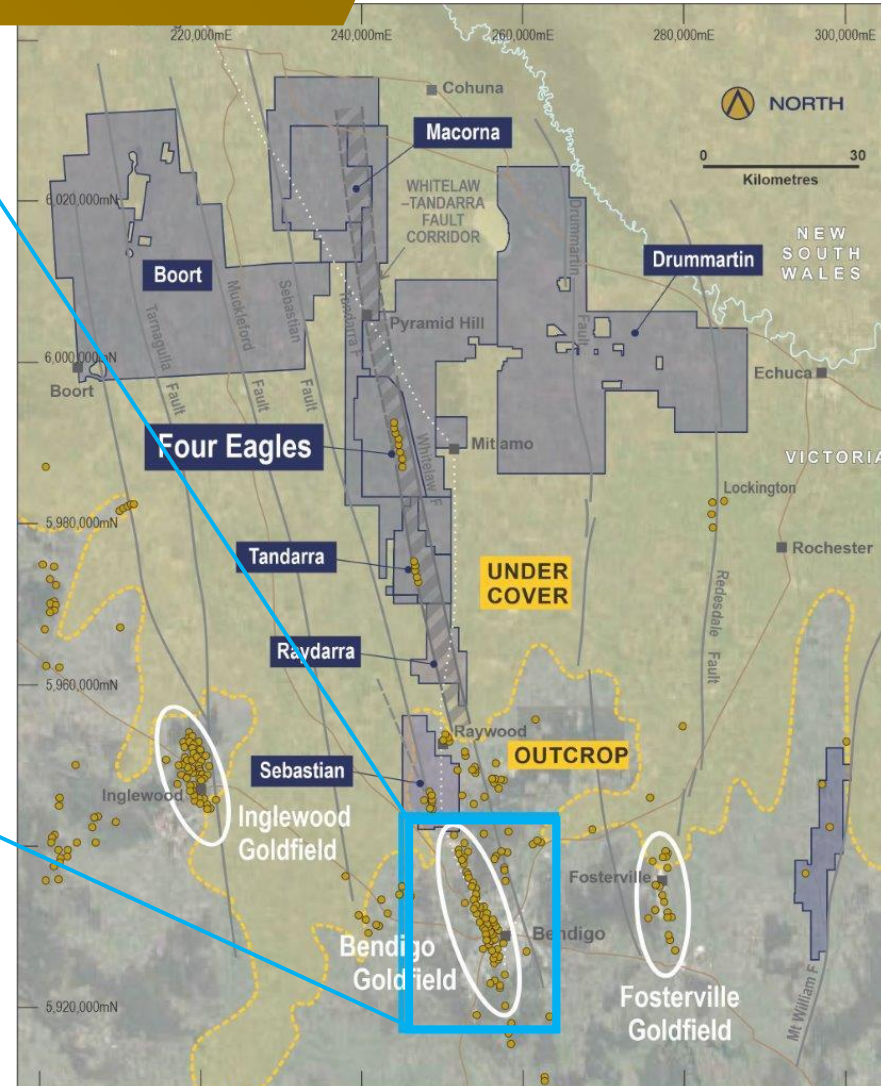 220,000mE
240,000mE
260,000mE
280,000mE
300,000mE
Cohuna
NORTH
Macorna
0
30
Kilometres
6,020,000mN
WHITELAW
–TANDARRA
FAULT
CORRIDOR
NEW
SOUTH
WALES
Drummartin
Fault
Boort
Drummartin
Tarnagulla
Fault
Muckleford
Fault
Sebastian
Fault
Tandarra F
Pyramid Hill
6,000,000mN
Boort
Echuca
Four Eagles
Whitelaw F
Mitiamo
VICTORIA
Lockington
5,980,000mN
Rochester
Tandarra
UNDER
COVER
Redesdale
Fault
Raydarra
5,960,000mN
Raywood
OUTCROP
Sebastian
Inglewood
Inglewood
Goldfield
Fosterville
Bendigo
Bendigo
Goldfield
Fosterville
Goldfield
Mt William F
5,920,000mN